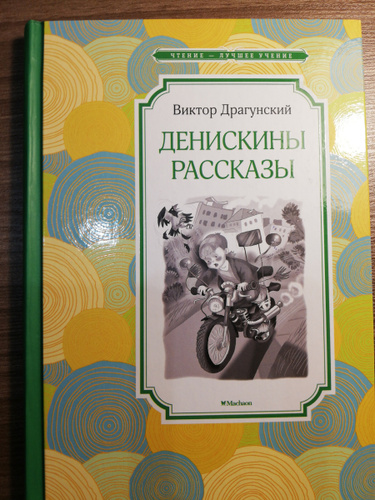 ЧТЕНИЕ – ЛУЧШЕЕ УЧЕНИЕ
Виктор Драгунский
ДЕНИСКИНЫ
РАССКАЗЫ
Machaon